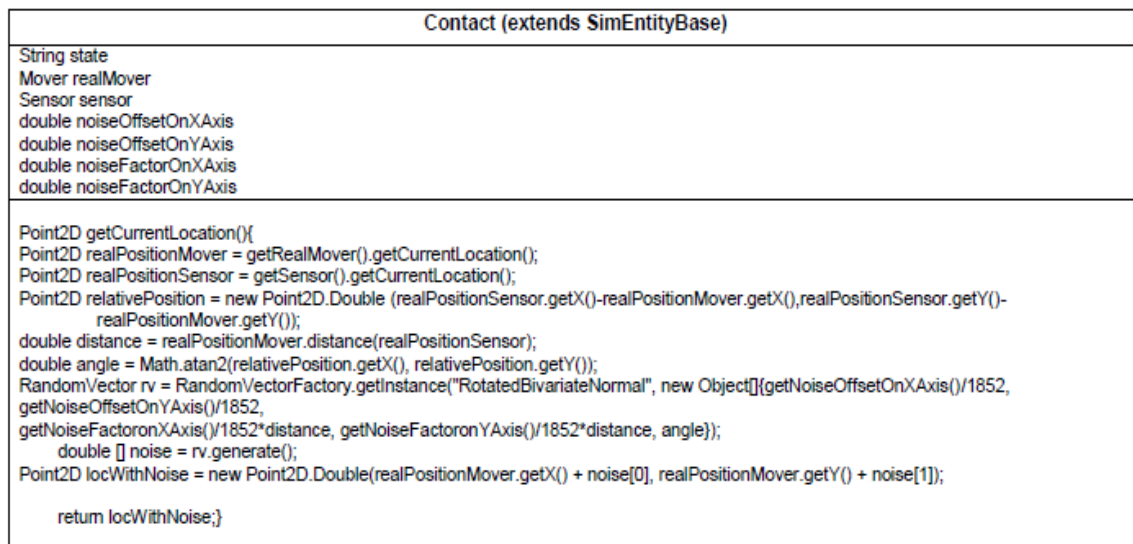 Contact (extends SimEntityBase)
String state
Mover realMover
Sensor sensor
double noiseOffsetOnXAxis
double noiseOffsetOnYAxis
double noiseFactorOnXAxis
double noiseFactorOnYAxis
Point2D getCurrentLocation(){
Point2D realPositionMover = getRealMover().getCurrentLocation();
Point2D realPositionSensor = getSensor().getCurrentLocation();
Point2D relativePosition = new Point2D.Double (realPositionSensor.getX()-realPositionMover.getX(),realPositionSensor.getY()-
realPositionMover.getY());
double distance = realPositionMover.distance(realPositionSensor);
double angle = Math.atan2(relativePosition.getX(), relativePosition.getY());
RandomVector rv = RandomVectorFactory.getInstance("RotatedBivariateNormal", new Object[]{getNoiseOffsetOnXAxis()/1852,
getNoiseOffsetOnYAxis()/1852,
getNoiseFactoronXAxis()/1852*distance, getNoiseFactoronYAxis()/1852*distance, angle});
double [] noise = rv.generate();
Point2D locWithNoise = new Point2D.Double(realPositionMover.getX() + noise[0], realPositionMover.getY() + noise[1]);
return locWithNoise;}